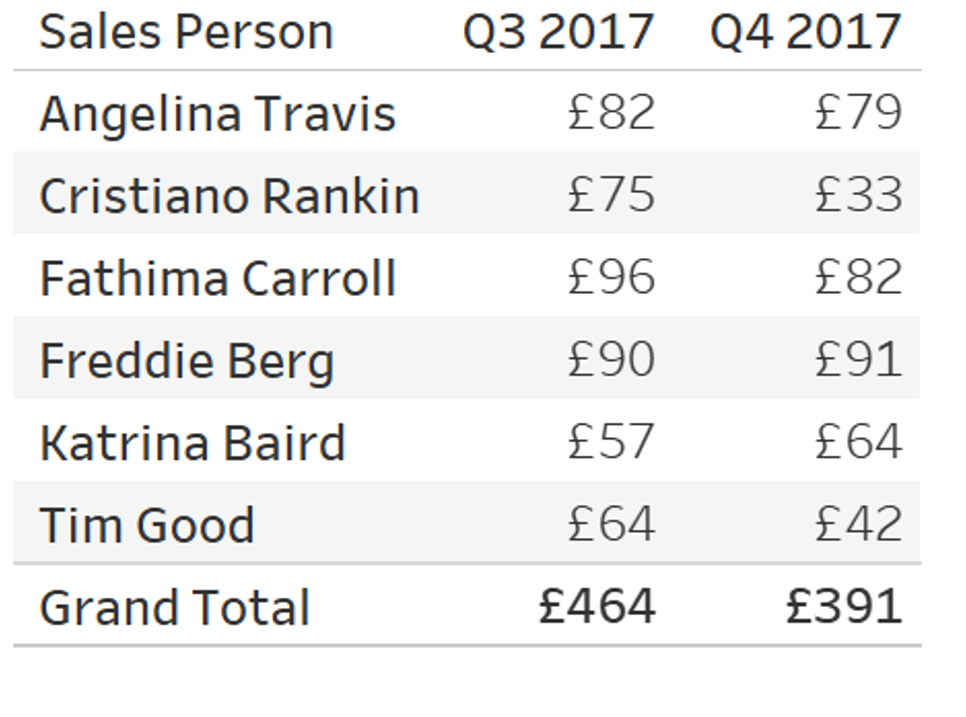 Sales Person Q3 2017 Q4 2017
Angelina Travis £82 £79
Cristiano Rankin £75 £33
Fathima Carroll £96 £82
Freddie Berg £90 £91
Katrina Baird £57 £64
Tim Good £64 £42
Grand Total £464 £391